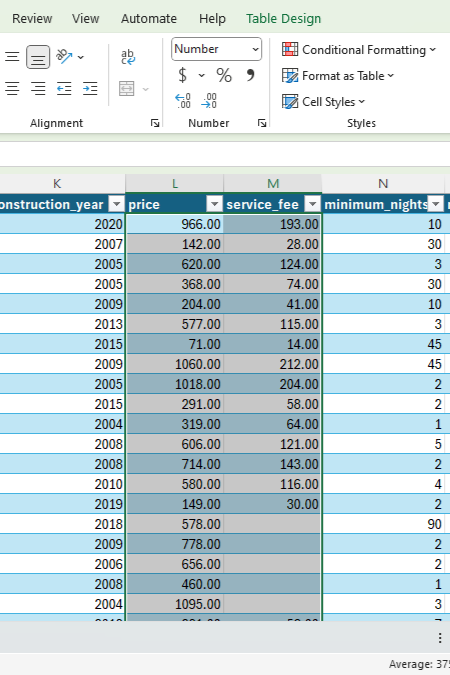 Review View Automate Help Table Design
ab
Number
Conditional Formatting
$ % 9
Format as Table
.00 .00
Cell Styles
Alignment Number Styles
K L M N
onstruction_year price service_fee minimum_nights
2020 966.00 193.00 10
2007 142.00 28.00 30
2005 620.00 124.00 3
2005 368.00 74.00 30
2009 204.00 41.00 10
2013 577.00 115.00 3
2015 71.00 14.00 45
2009 1060.00 212.00 45
2005 1018.00 204.00 2
2015 291.00 58.00 2
2004 319.00 64.00 1
2008 606.00 121.00 5
2008 714.00 143.00 2
2010 580.00 116.00 4
2019 149.00 30.00 2
2018 578.00 90
2009 778.00 2
2006 656.00 2
2008 460.00 1
2004 1095.00 3
Average: 375